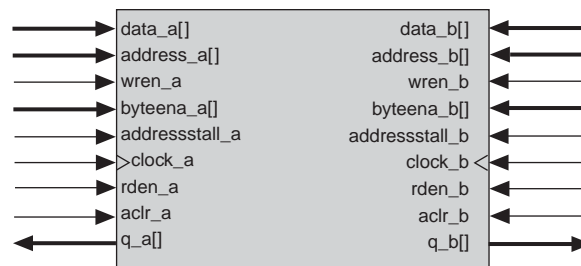 data_a[]
address_a[]
wren_a
byteena_a[]
addressstall_a
clock_a
rden_a
aclr_a
q_a[]
data_b[]
address_b[]
wren_b
byteena_b[]
addressstall_b
clock_b
rden_b
aclr_b
q_b[]